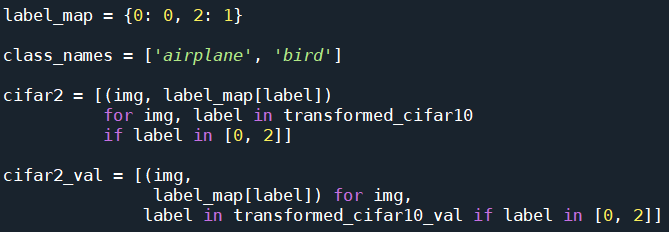 label_map = {0: 0, 2: 1}
class_names = ['airplane', 'bird']
cifar2 = [(img, label_map[label])
          for img, label in transformed_cifar10
          if label in [0, 2]]
cifar2_val = [(img,
               label_map[label]) for img,
              label in transformed_cifar10_val if label in [0, 2]]